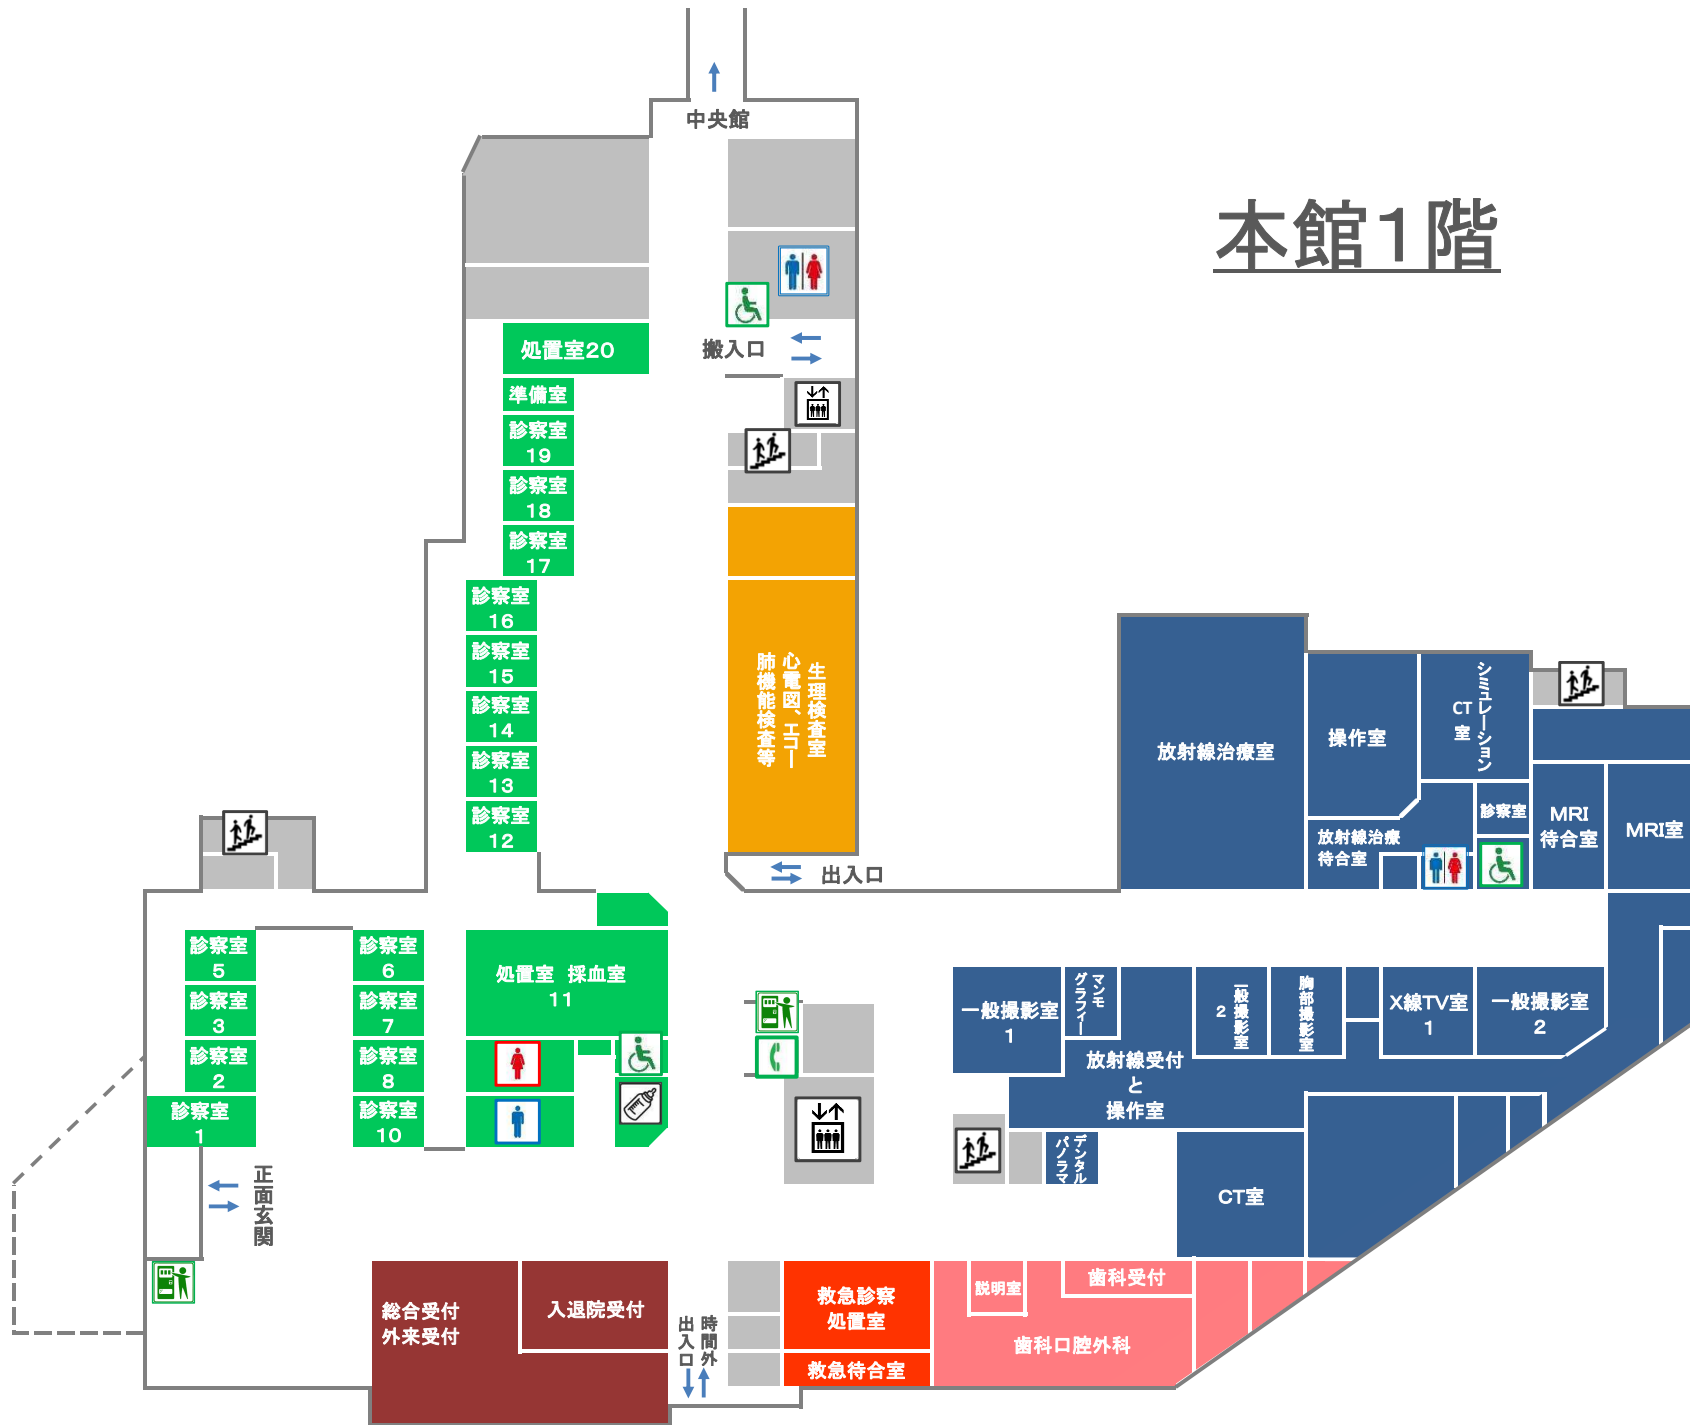 中央館
本館１階
処置室20
搬入口
準備室
診察室
19
診察室
18
診察室
17
診察室
16
診察室
15
診察室
14
診察室
13
診察室
12
生理検査室
心電図、エコー
肺機能検査等
出入口
放射線治療室
操作室
シミュレーション
CT
室
診察室
放射線治療
待合室
MRI
待合室
MRI室
診察室
5
診察室
3
診察室
2
診察室
1
診察室
6
診察室
7
診察室
8
診察室
10
処置室 採血室
11
一般撮影室
1
マンモ
グラフィー
一般撮影室
2
胸部撮影室
X線TV室
1
一般撮影室
2
放射線受付
と
操作室
デンタル
パノラマ
CT室
正面玄関
総合受付
外来受付
入退院受付
時間外
出入口
救急診察
処置室
救急待合室
説明室
歯科受付
歯科口腔外科